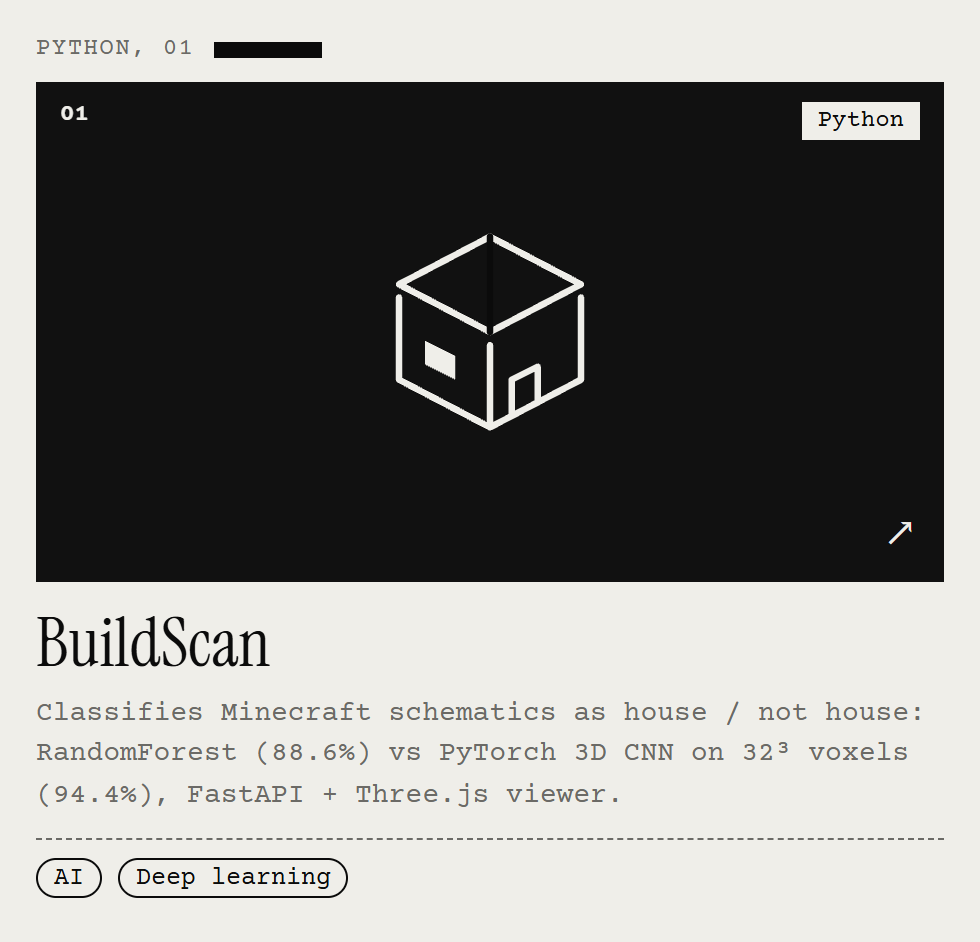 PYTHON, 01
01
Python
↗
BuildScan
Classifies Minecraft schematics as house / not house:
RandomForest (88.6%) vs PyTorch 3D CNN on 32³ voxels
(94.4%), FastAPI + Three.js viewer.
AI
Deep learning